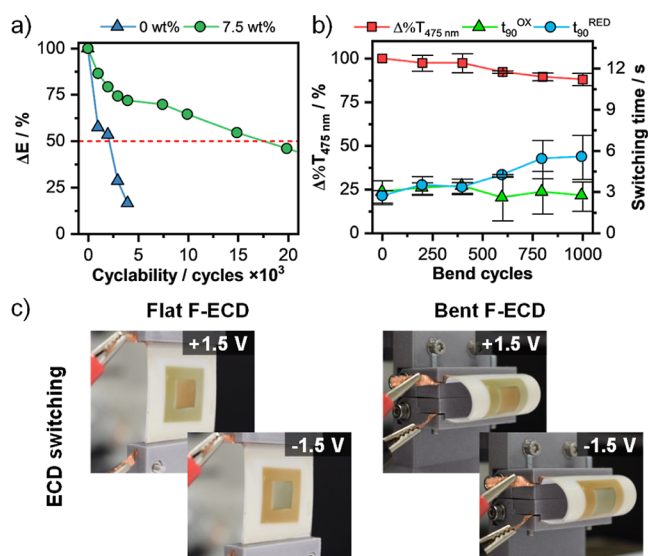 a)
0 wt%
7.5 wt%
100
75
50
25
0
ΔE / %
0
5
10
15
20
Cyclability / cycles ×10³
b)
Δ%T₄₇₅ ₙₘ
t₉₀ᴼˣ
t₉₀ᴿᴱᴰ
100
75
50
25
0
Δ%T₄₇₅ ₙₘ / %
12
9
6
3
0
Switching time / s
0
250
500
750
1000
Bend cycles
c)
Flat F-ECD
Bent F-ECD
ECD switching
+1.5 V
-1.5 V
+1.5 V
-1.5 V